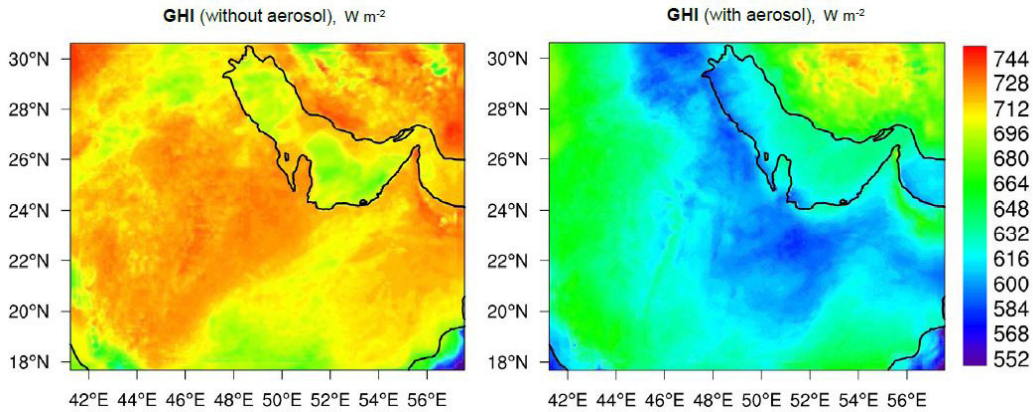 GHI (without aerosol), W m-2
GHI (with aerosol), W m-2
30°N
28°N
26°N
24°N
22°N
20°N
18°N
42°E 44°E 46°E 48°E 50°E 52°E 54°E 56°E
30°N
28°N
26°N
24°N
22°N
20°N
18°N
42°E 44°E 46°E 48°E 50°E 52°E 54°E 56°E
744
728
712
696
680
664
648
632
616
600
584
568
552